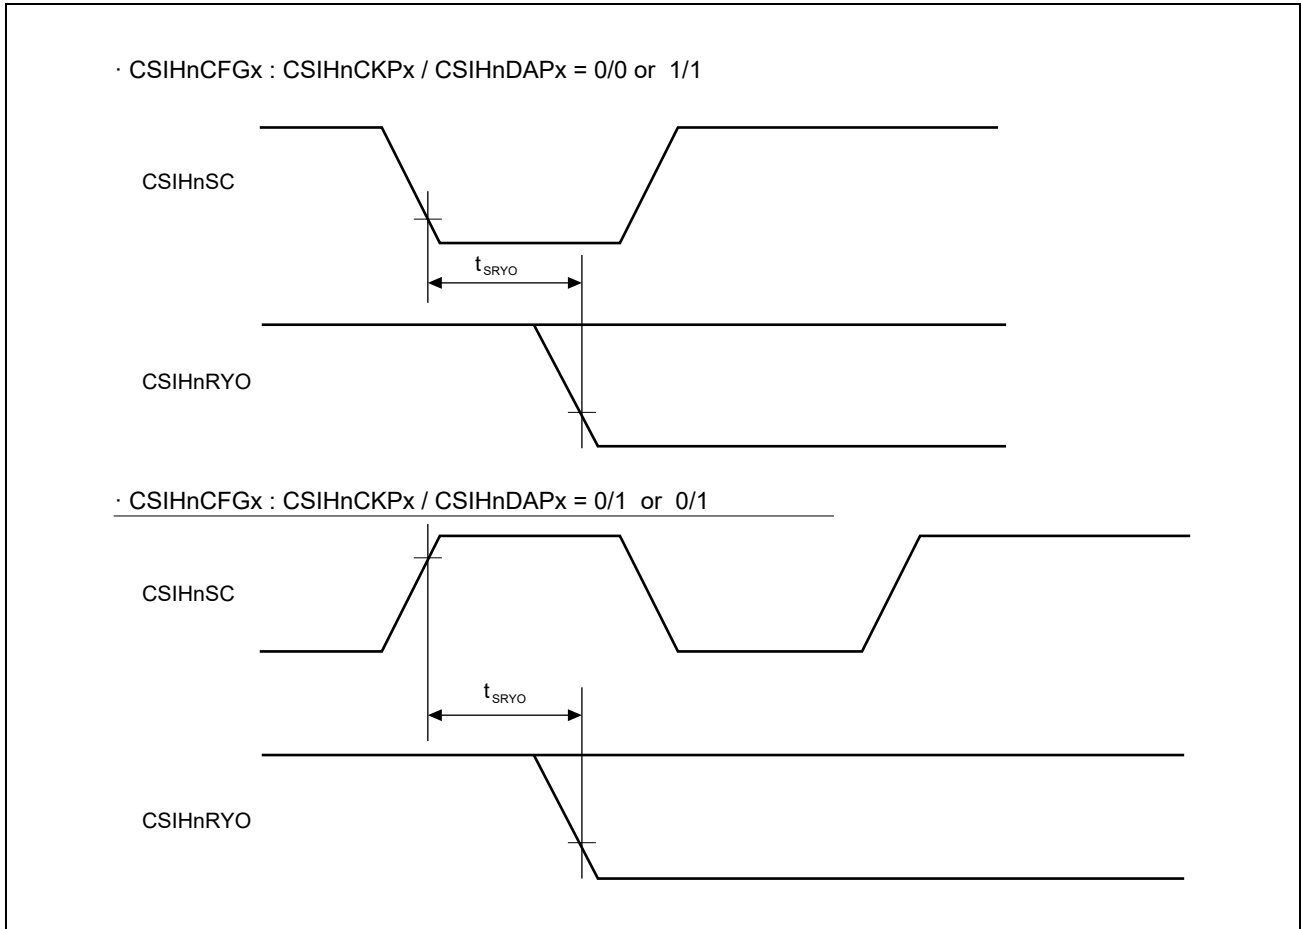 · CSIHnCFGx : CSIHnCKPx / CSIHnDAPx = 0/0 or 1/1
CSIHnSC
tSRYO
CSIHnRYO
· CSIHnCFGx : CSIHnCKPx / CSIHnDAPx = 0/1 or 0/1
CSIHnSC
tSRYO
CSIHnRYO